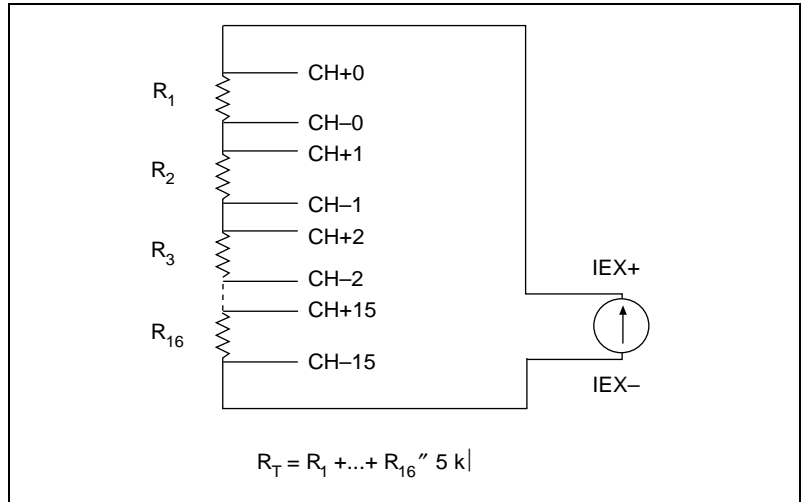 CH+0
R1
CH–0
CH+1
R2
CH–1
CH+2
R3
CH–2
IEX+
CH+15
R16
CH–15
IEX–
RT = R1 +...+ R16 ″ 5 k|